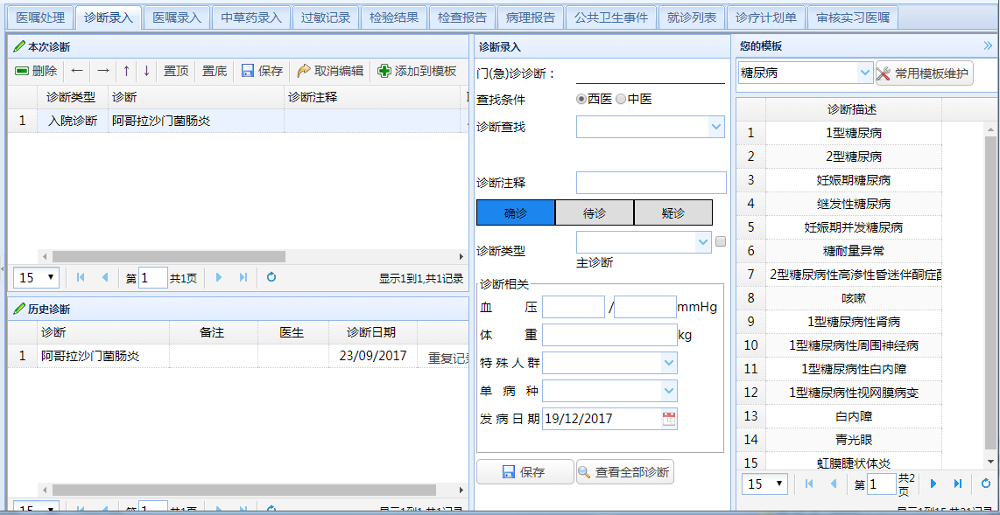 医嘱处理 诊断录入 医嘱录入 中草药录入 过敏记录 检验结果 检查报告 病理报告 公共卫生事件 就诊列表 诊疗计划单 审核实习医嘱
本次诊断
删除 ← → ↑ ↓ 置顶 置底 保存 取消编辑 添加到模板
诊断类型 诊断 诊断注释
1 入院诊断 阿哥拉沙门菌肠炎
15 第 1 共1页 显示1到1,共1记录
历史诊断
诊断 备注 医生 诊断日期
1 阿哥拉沙门菌肠炎 23/09/2017 重复记录
15 第 1 共1页 显示1到1,共1记录
诊断录入
门(急)诊诊断：
查找条件 西医 中医
诊断查找
诊断注释
确诊 待诊 疑诊
诊断类型
主诊断
诊断相关
血 压 / mmHg
体 重 kg
特殊人群
单 病 种
发病日期 19/12/2017
保存 查看全部诊断
您的模板
糖尿病 常用模板维护
诊断描述
1 1型糖尿病
2 2型糖尿病
3 妊娠期糖尿病
4 继发性糖尿病
5 妊娠期并发糖尿病
6 糖耐量异常
7 2型糖尿病性高渗性昏迷伴酮症酸
8 咳嗽
9 1型糖尿病性肾病
10 1型糖尿病性周围神经病
11 1型糖尿病性白内障
12 1型糖尿病性视网膜病变
13 白内障
14 青光眼
15 虹膜睫状体炎
15 第 1 共2页
显示1到15,共21记录